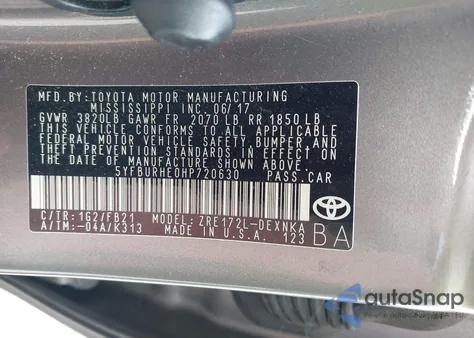 MFD.BY:TOYOTA MOTOR MANUFACTURING
MISSISSIPPI INC. 06/17
GVWR 3820LB GAWR FR 2070 LB RR 1850 LB
THIS VEHICLE CONFORMS TO ALL APPLICABLE
FEDERAL MOTOR VEHICLE SAFETY, BUMPER,
AND THEFT PREVENTION STANDARDS IN EFFECT
ON THE DATE OF MANUFACTURE SHOWN ABOVE.
5YFBURHE0HP720630 PASS.CAR
C/TR:1G2/FB21 MODEL:ZRE172L-DEXNKA
A/TM:-04A/K313 MADE IN U.S.A. 123
TOYOTA
BA
autoSnap